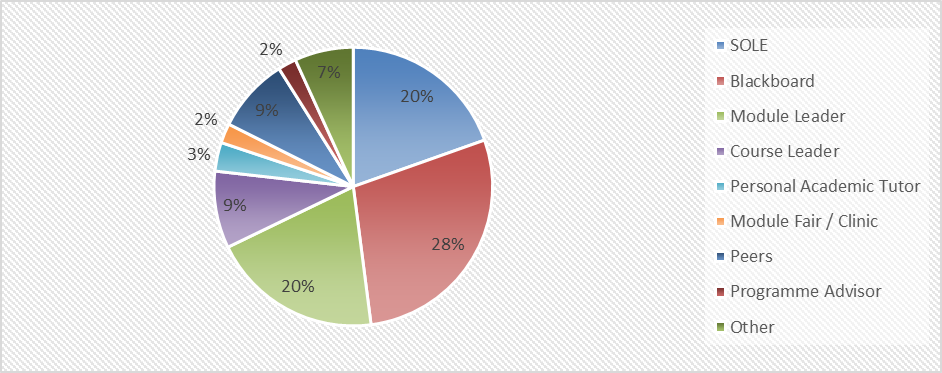 2%
7%
20%
9%
2%
3%
9%
28%
20%
SOLE
Blackboard
Module Leader
Course Leader
Personal Academic Tutor
Module Fair / Clinic
Peers
Programme Advisor
Other